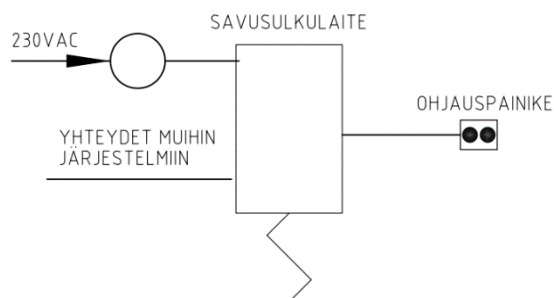 SAVUSULKULAITE
230VAC
OHJAUSPAINIKE
YHTEYDET MUIHIN
JÄRJESTELMIIN